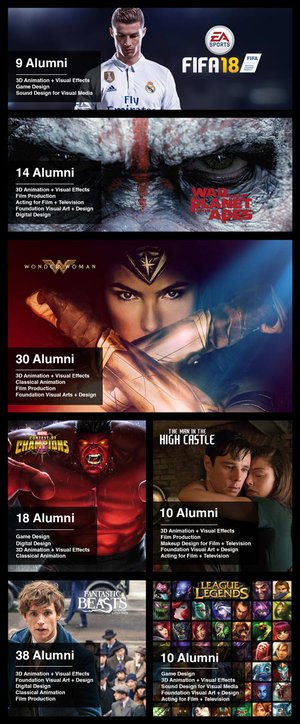 EA
SPORTS
FIFA18
FIFA
9 Alumni
3D Animation + Visual Effects
Game Design
Sound Design for Visual Media
Fly
Emirates
14 Alumni
3D Animation + Visual Effects
Film Production
Acting for Film + Television
Foundation Visual Art + Design
Digital Design
WAR
FOR THE
PLANET
OF THE
APES
WONDER WOMAN
30 Alumni
3D Animation + Visual Effects
Classical Animation
Film Production
Foundation Visual Arts + Design
MARVEL
CONTEST OF
CHAMPIONS
18 Alumni
Game Design
Digital Design
3D Animation + Visual Effects
Classical Animation
THE MAN IN THE
HIGH CASTLE
10 Alumni
3D Animation + Visual Effects
Film Production
Makeup Design for Film + Television
Foundation Visual Art + Design
Acting for Film + Television
FANTASTIC
BEASTS
38 Alumni
3D Animation + Visual Effects
Foundation Visual Art + Design
Digital Design
Classical Animation
Film Production
LEAGUE OF
LEGENDS
10 Alumni
Game Design
3D Animation + Visual Effects
Sound Design for Visual Media
Foundation Visual Art + Design
Acting for Film + Television